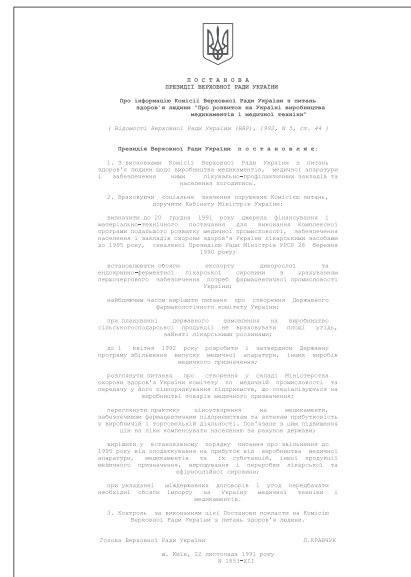 П О С Т А Н О В А
ПРЕЗИДІЇ ВЕРХОВНОЇ РАДИ УКРАЇНИ
Про інформацію Комісії Верховної Ради України з питань
здоров'я людини "Про розвиток на Україні виробництва
медикаментів і медичної техніки"
( Відомості Верховної Ради України (ВВР), 1992, N 5, ст. 44 )
Президія Верховної Ради України п о с т а н о в л я є:
1. З висновками Комісії Верховної Ради України з питань
здоров'я людини щодо виробництва медикаментів, медичної апаратури
і забезпечення ними лікувально-профілактичних закладів та
населення погодитись.
2. Враховуючи соціальне значення порушених Комісією питань,
доручити Кабінету Міністрів України:
визначити до 20 грудня 1991 року джерела фінансування і
матеріально-технічного постачання для виконання Комплексної
програми подальшого розвитку медичної промисловості, забезпечення
населення і закладів охорони здоров'я України лікарськими засобами
до 1995 року, схваленої Президією Ради Міністрів УРСР 26 березня
1990 року;
встановлювати обсяги експорту дикорослої та
ендокринно-ферментної лікарської сировини з урахуванням
першочергового забезпечення потреб фармацевтичної промисловості
України;
найближчим часом вирішити питання про створення Державного
фармакологічного комітету України;
при плануванні державного замовлення на виробництво
сільськогосподарської продукції не враховувати площі угідь,
зайняті лікарськими рослинами;
до 1 квітня 1992 року розробити і затвердити Державну
програму збільшення випуску медичної апаратури, інших виробів
медичного призначення;
розглянути питання про створення у складі Міністерства
охорони здоров'я України комітету по медичній промисловості та
передачу у його підпорядкування підприємств, що спеціалізуються на
виробництві товарів медичного призначення;
переглянути практику ціноутворення на медикаменти,
забезпечивши фармацевтичним підприємствам та аптекам прибутковість
у виробничій і торговельній діяльності. Пов'язане з цим підвищення
цін на ліки компенсувати населенню за рахунок держави;
вирішити у встановленому порядку питання про звільнення до
1995 року від оподаткування на прибуток від виробництва медичної
апаратури, медикаментів та їх субстанцій, іншої продукції
медичного призначення, вирощування і переробки лікарської та
ефіроолійної сировини;
при укладанні міждержавних договорів і угод передбачати
необхідні обсяги імпорту на Україну медичної техніки і
медикаментів.
3. Контроль за виконанням цієї Постанови покласти на Комісію
Верховної Ради України з питань здоров'я людини.
Голова Верховної Ради України Л.КРАВЧУК
м. Київ, 22 листопада 1991 року
N 1853-XII